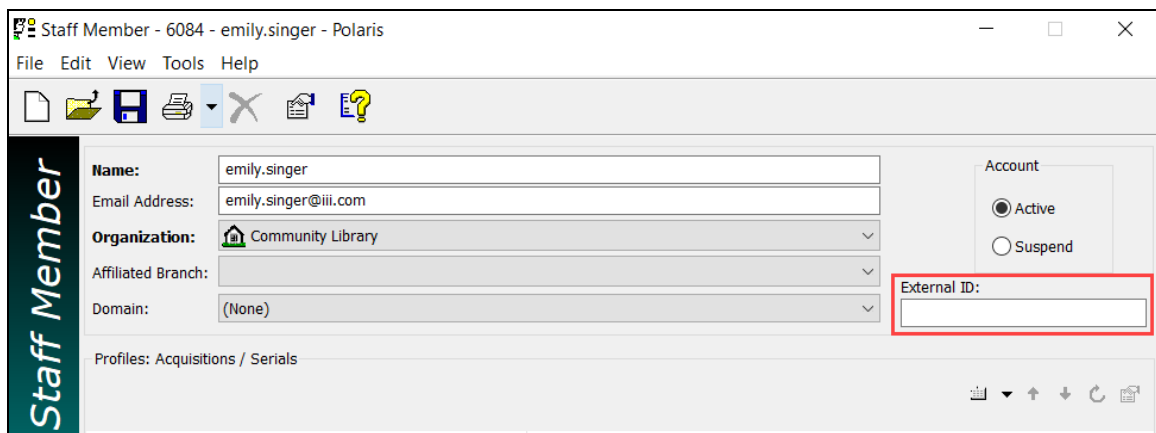 Staff Member - 6084 - emily.singer - Polaris
File Edit View Tools Help
Staff Member
Name: emily.singer
Email Address: emily.singer@iii.com
Organization: Community Library
Affiliated Branch:
Domain: (None)
Account
Active
Suspend
External ID:
Profiles: Acquisitions / Serials